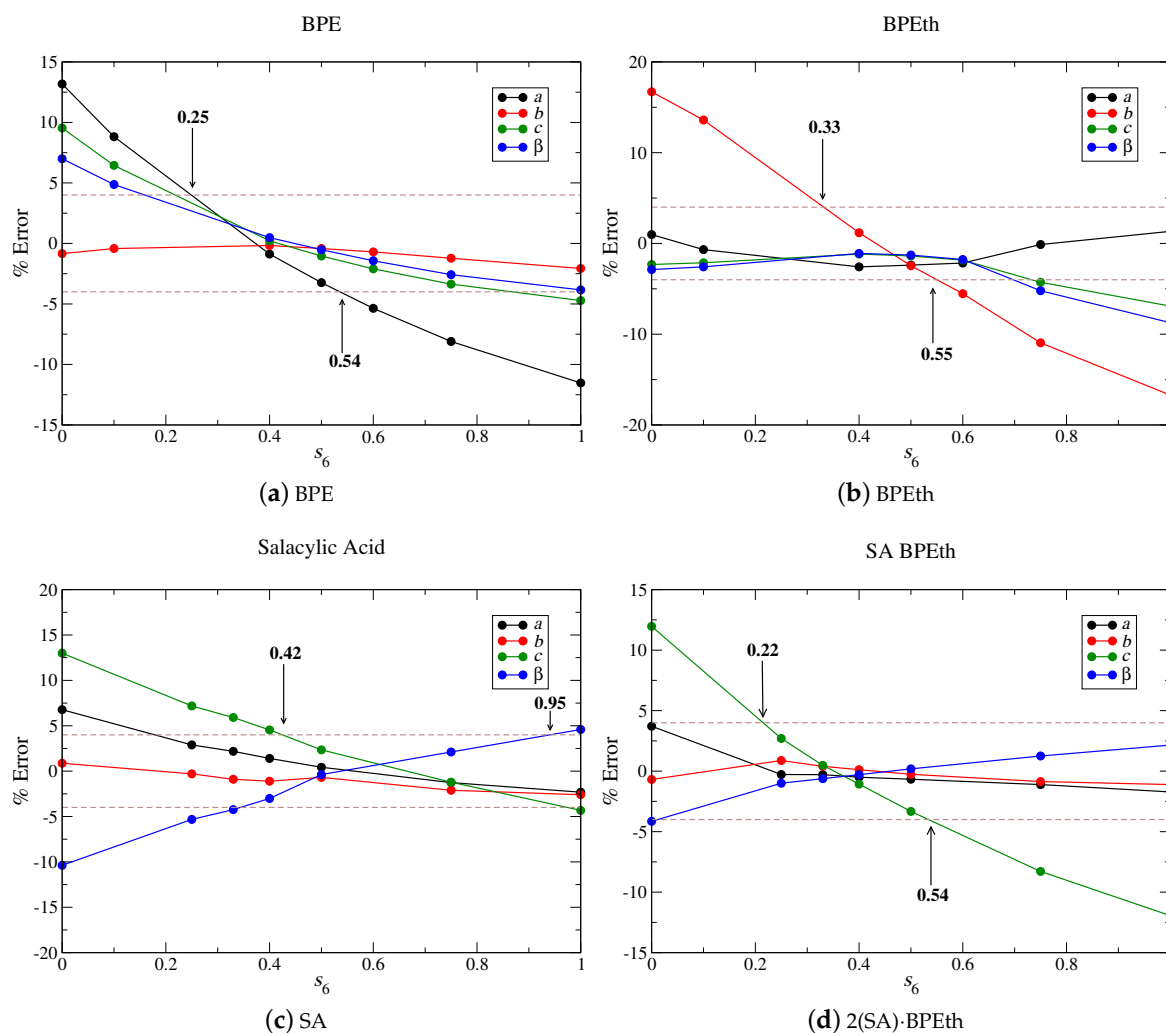 BPE
15
10
5
0
-5
-10
-15
% Error
0
0.2
0.4
0.6
0.8
1
s6
0.25
0.54
a
b
c
β
(a) BPE
BPEth
20
10
0
-10
-20
% Error
0
0.2
0.4
0.6
0.8
s6
0.33
0.55
a
b
c
β
(b) BPEth
Salacylic Acid
20
15
10
5
0
-5
-10
-15
-20
% Error
0
0.2
0.4
0.6
0.8
1
s6
0.42
0.95
a
b
c
β
(c) SA
SA BPEth
15
10
5
0
-5
-10
-15
% Error
0
0.2
0.4
0.6
0.8
s6
0.22
0.54
a
b
c
β
(d) 2(SA)·BPEth